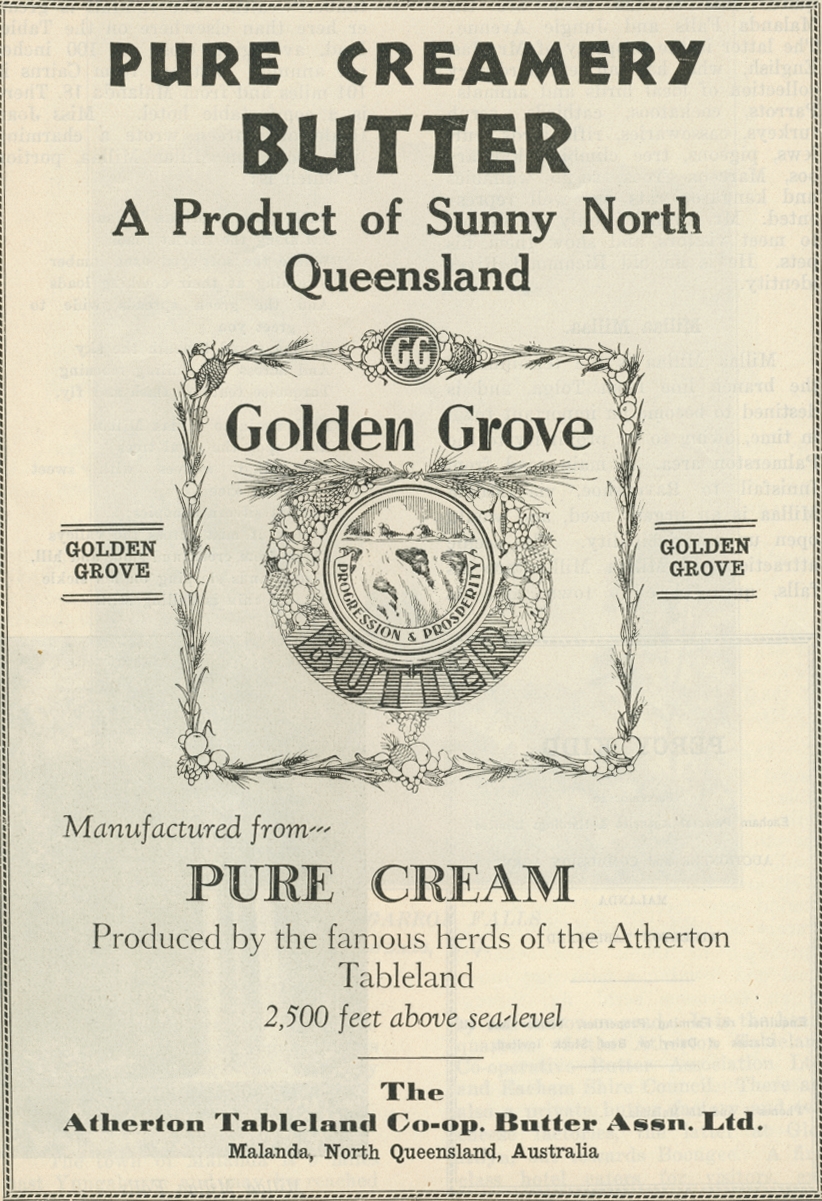 PURE CREAMERY
BUTTER
A Product of Sunny North
Queensland
GG
Golden Grove
GOLDEN
GROVE
PROGRESSION & PROSPERITY
BUTTER
GOLDEN
GROVE
Manufactured from---
PURE CREAM
Produced by the famous herds of the Atherton
Tableland
2,500 feet above sea-level
The
Atherton Tableland Co-op. Butter Assn. Ltd.
Malanda, North Queensland, Australia